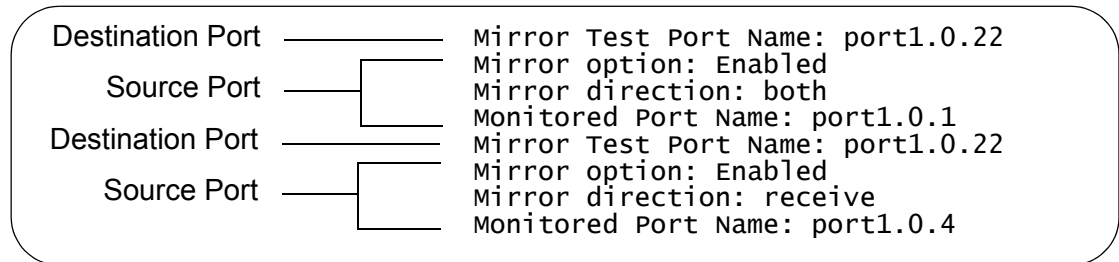 Destination Port Mirror Test Port Name: port1.0.22
Mirror option: Enabled
Source Port Mirror direction: both
Monitored Port Name: port1.0.1
Destination Port Mirror Test Port Name: port1.0.22
Mirror option: Enabled
Source Port Mirror direction: receive
Monitored Port Name: port1.0.4